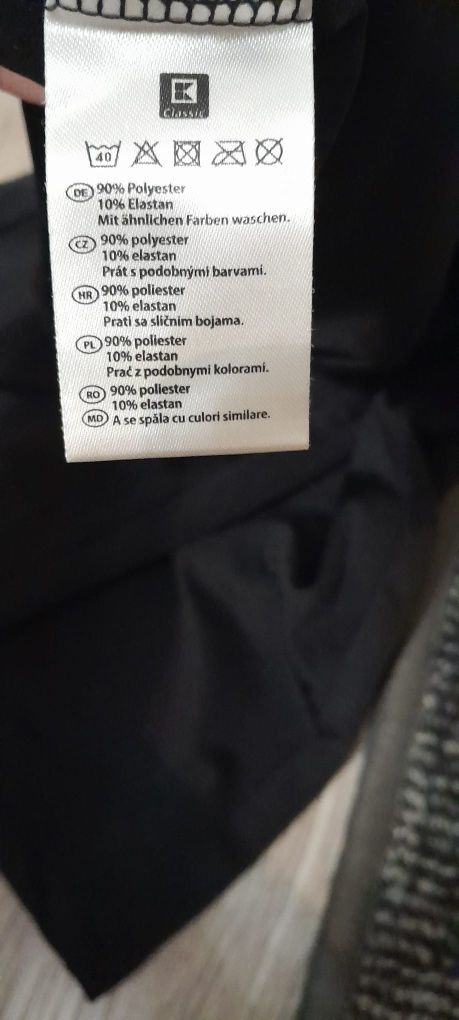 K
Classic
40
DE 90% Polyester
10% Elastan
Mit ähnlichen Farben waschen.
CZ 90% polyester
10% elastan
Prát s podobnými barvami.
HR 90% poliester
10% elastan
Prati sa sličnim bojama.
PL 90% poliester
10% elastan
Prać z podobnymi kolorami.
RO 90% poliester
10% elastan
MD A se spăla cu culori similare.